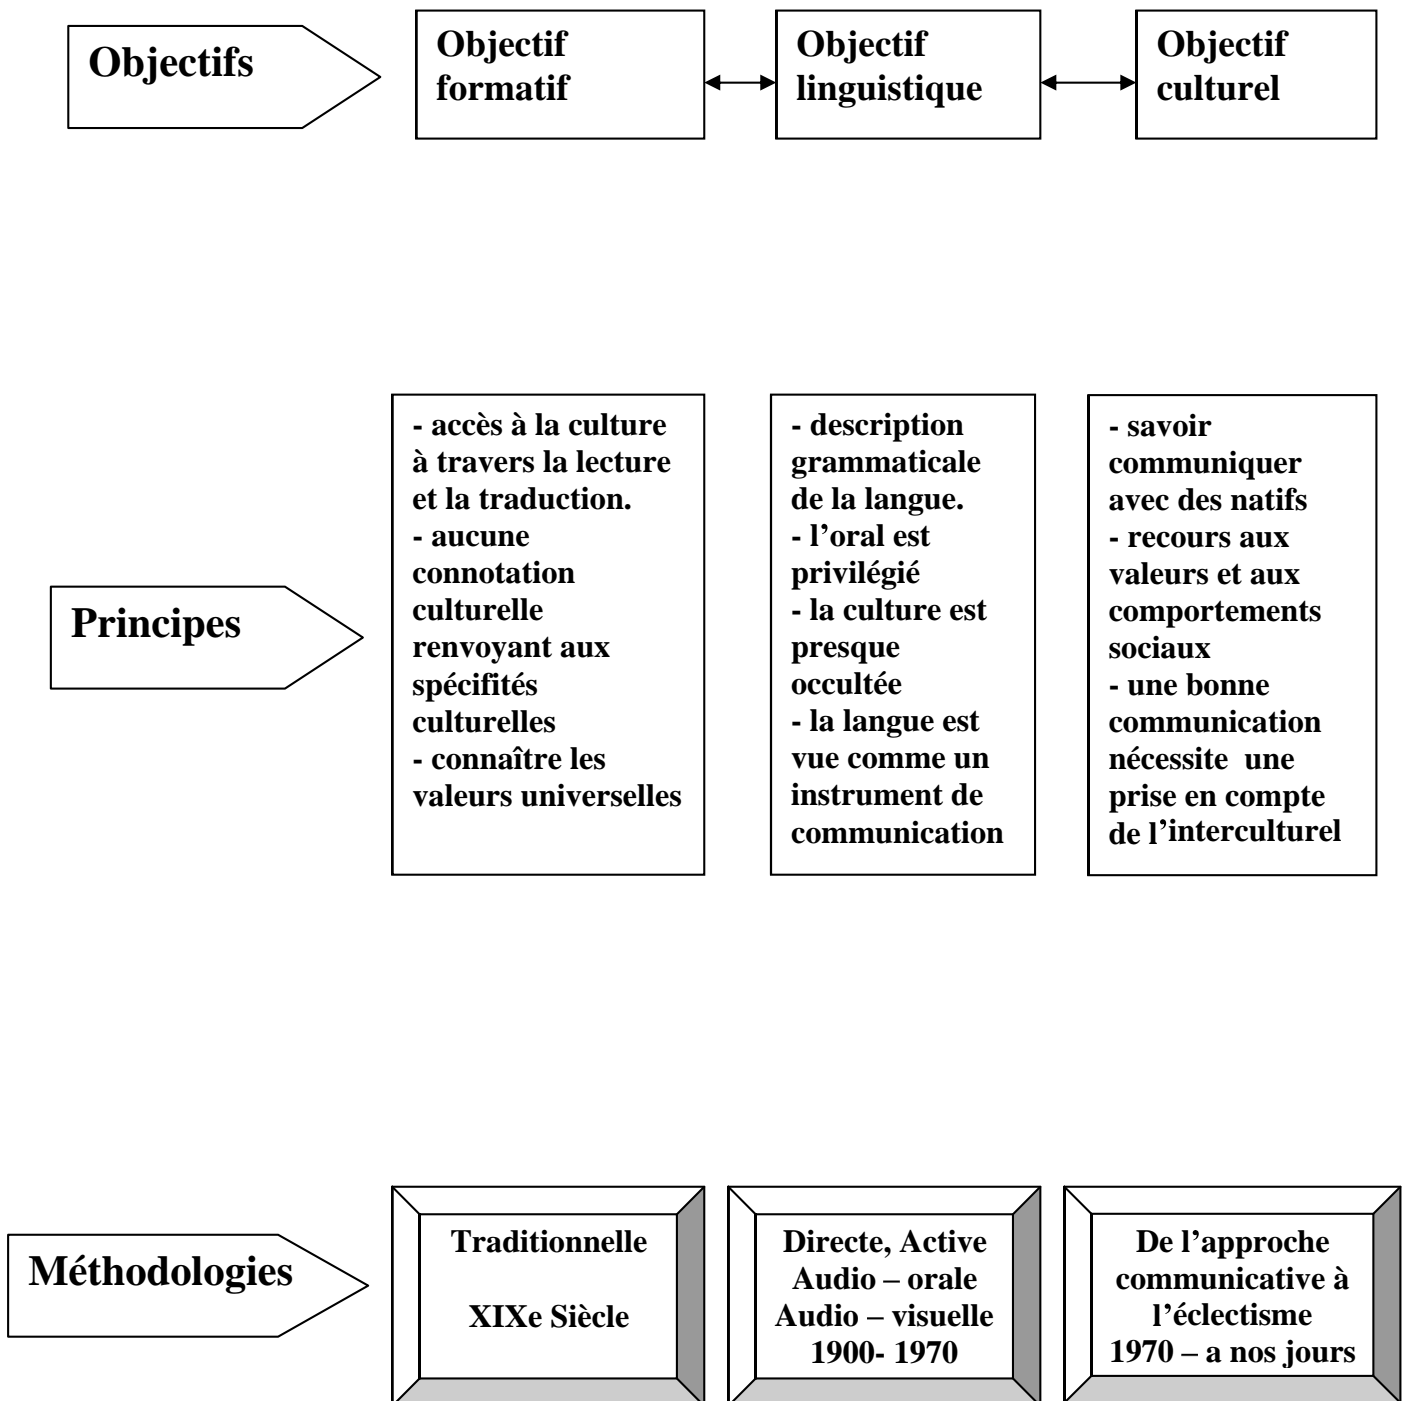 Objectifs
Objectif
formatif
Objectif
linguistique
Objectif
culturel
Principes
- accès à la culture
à travers la lecture
et la traduction.
- aucune
connotation
culturelle
renvoyant aux
spécifités
culturelles
- connaître les
valeurs universelles
- description
grammaticale
de la langue.
- l’oral est
privilégié
- la culture est
presque
occultée
- la langue est
vue comme un
instrument de
communication
- savoir
communiquer
avec des natifs
- recours aux
valeurs et aux
comportements
sociaux
- une bonne
communication
nécessite  une
prise en compte
de l’interculturel
Méthodologies
Traditionnelle
XIXe Siècle
Directe, Active
Audio – orale
Audio – visuelle
1900- 1970
De l’approche
communicative à
l’éclectisme
1970 – a nos jours